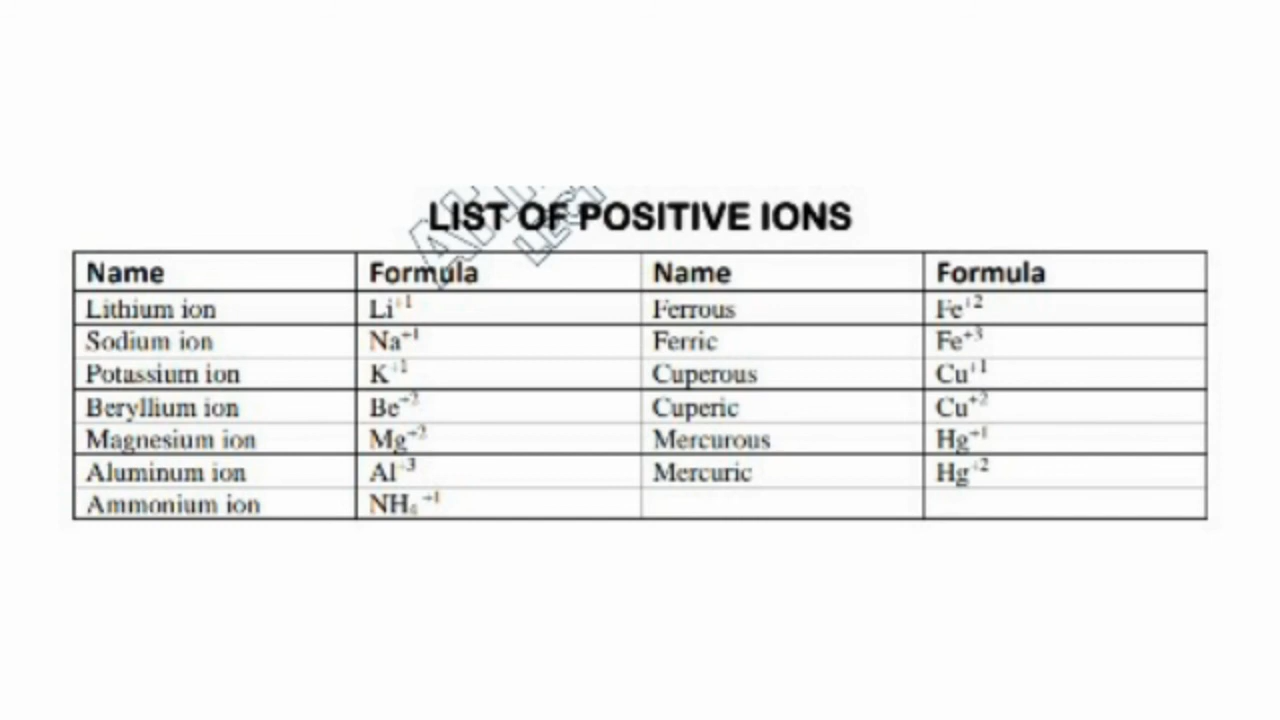 LIST OF POSITIVE IONS
Name Formula Name Formula
Lithium ion Li⁺¹ Ferrous Fe⁺²
Sodium ion Na⁺¹ Ferric Fe⁺³
Potassium ion K⁺¹ Cuperous Cu⁺¹
Beryllium ion Be⁺² Cuperic Cu⁺²
Magnesium ion Mg⁺² Mercurous Hg⁺¹
Aluminum ion Al⁺³ Mercuric Hg⁺²
Ammonium ion NH₄⁺¹